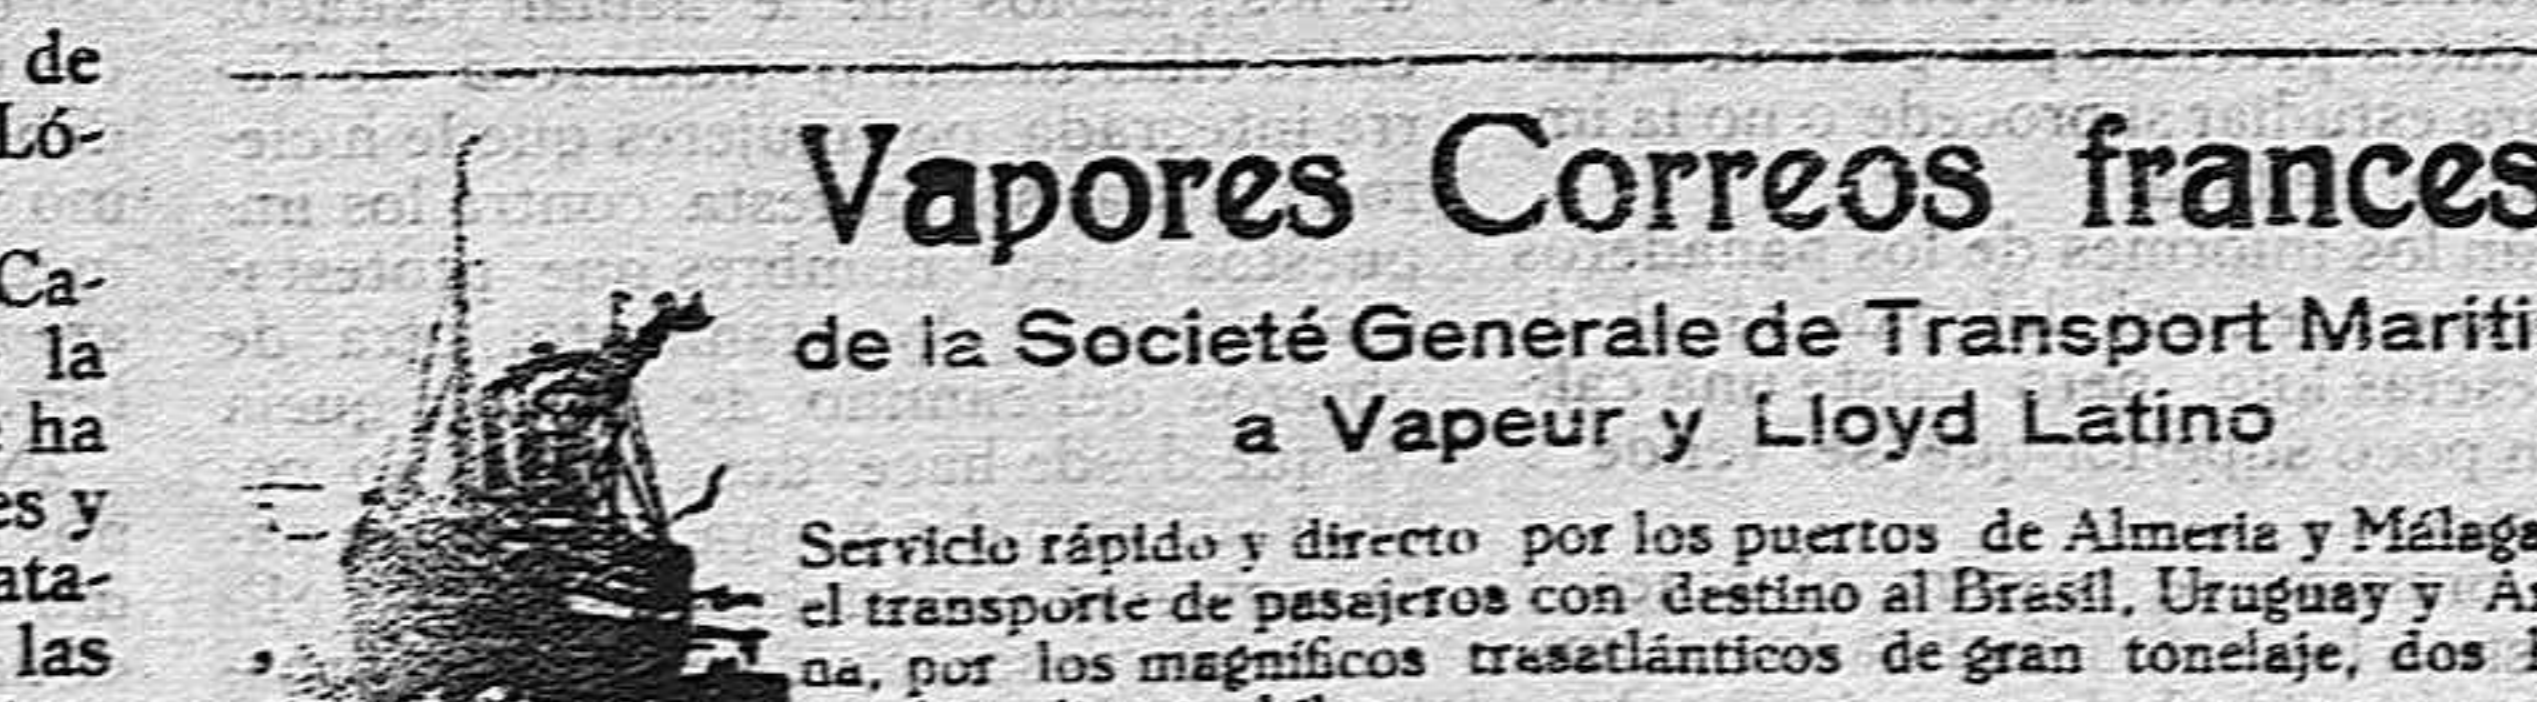 de
Ló-
Ca-
la
ha
es y
ata-
las
Vapores Correos frances
de la Societé Generale de Transport Mariti
a Vapeur y Lloyd Latino
Servicio rápido y directo por los puertos de Almeria y Málaga
el transporte de pasajeros con destino al Brasil, Uruguay y
na, por los magníficos trasatlánticos de gran tonelaje, dos